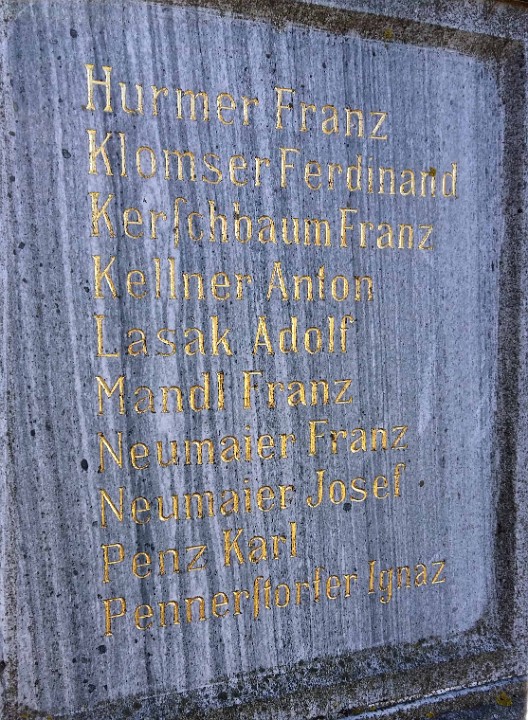 Hurmer Franz
Klomser Ferdinand
Kerſchbaum Franz
Kellner Anton
Lasak Adolf
Mandl Franz
Neumaier Franz
Neumaier Josef
Penz Karl
Pennerſtorfer Ignaz